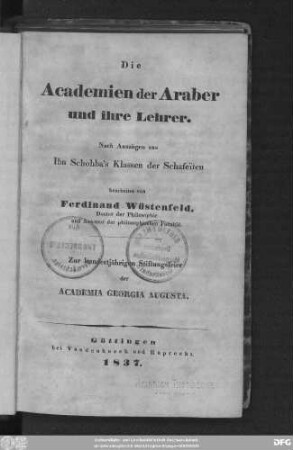 Die
Academien der Araber
und ihre Lehrer.
Nach Auszügen aus
Ibn Schohba's Klassen der Schafeiten
bearbeitet von
Ferdinand Wüstenfeld,
Doctor der Philosophie
und Assessor der philosophischen Facultät.
Zur hundertjährigen Stiftungsfeier
der
ACADEMIA GEORGIA AUGUSTA.
Göttingen
bei Vandenhoeck und Ruprecht.
1837.
DFG